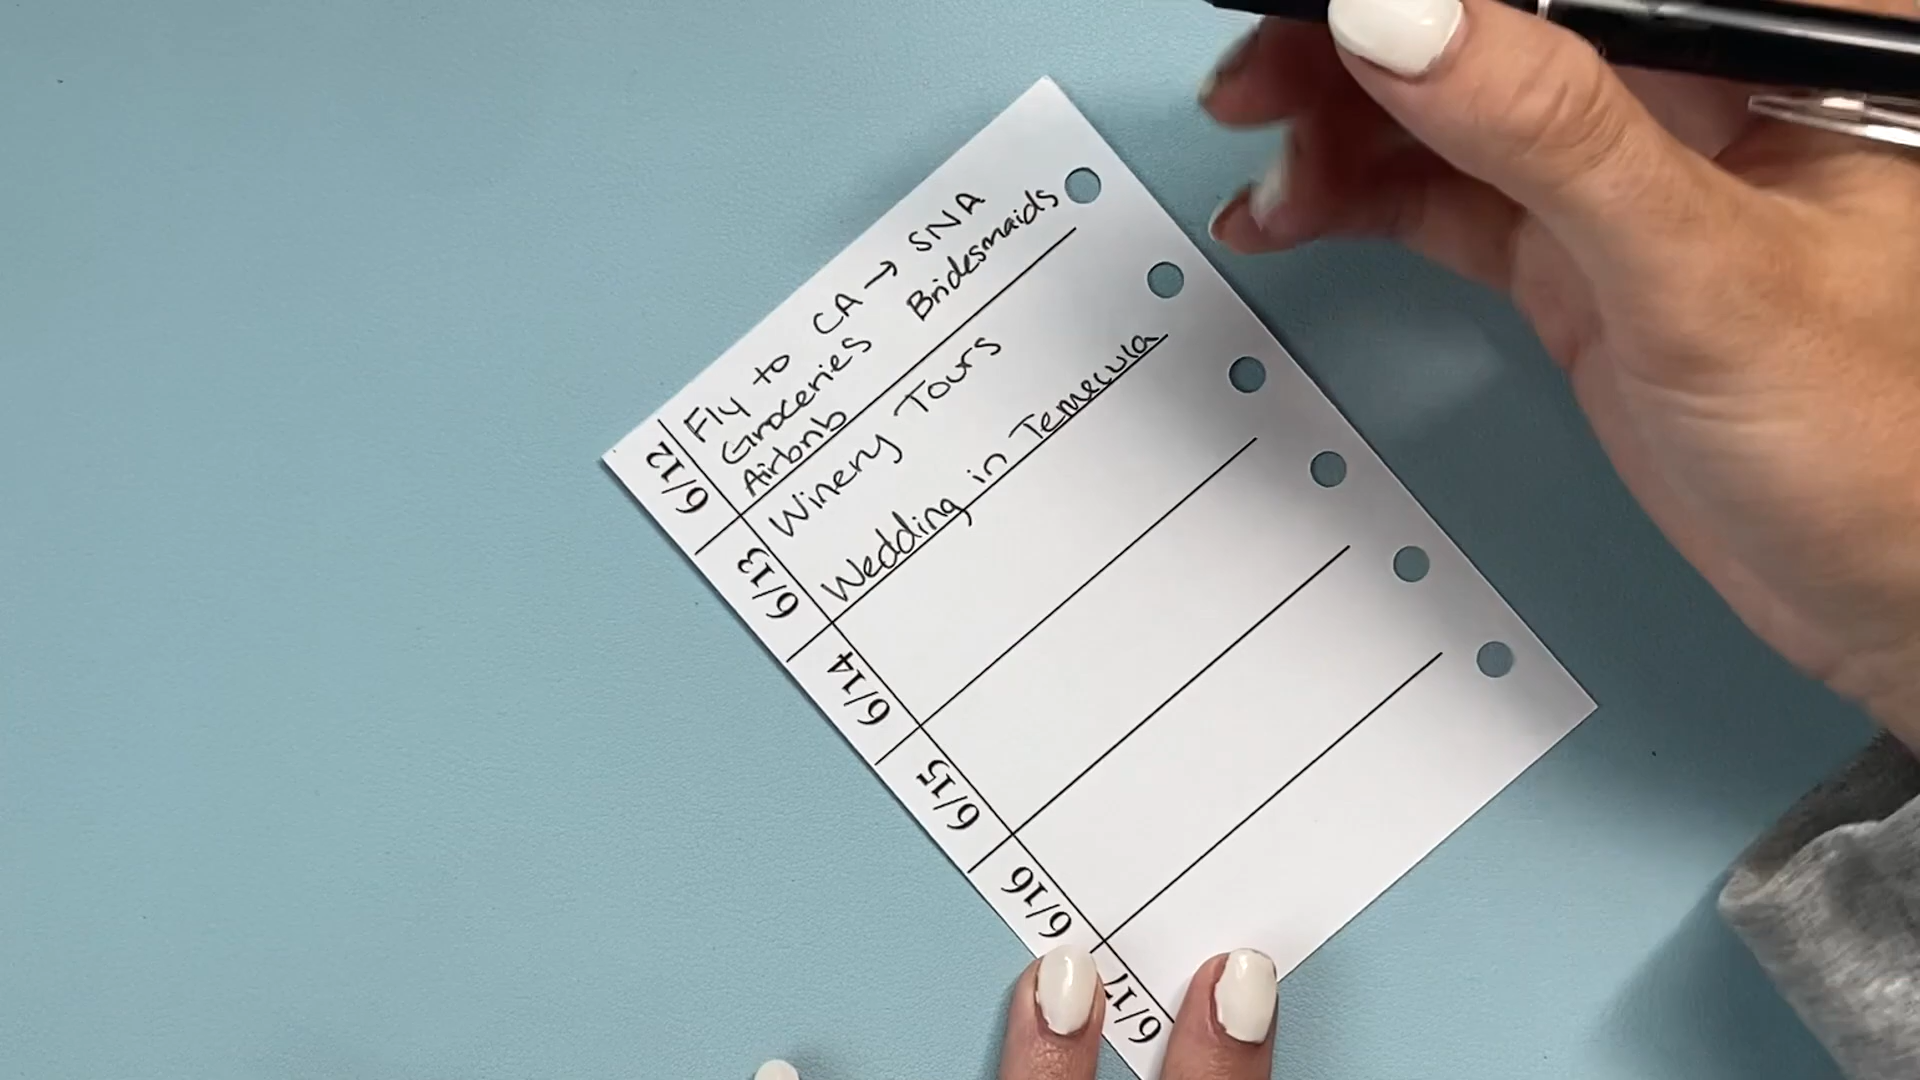 6/12
Fly to CA → SNA
Groceries Bridesmaids
Airbnb
6/13
Winery Tours
Wedding in Temecula
6/14
6/15
6/16
6/17